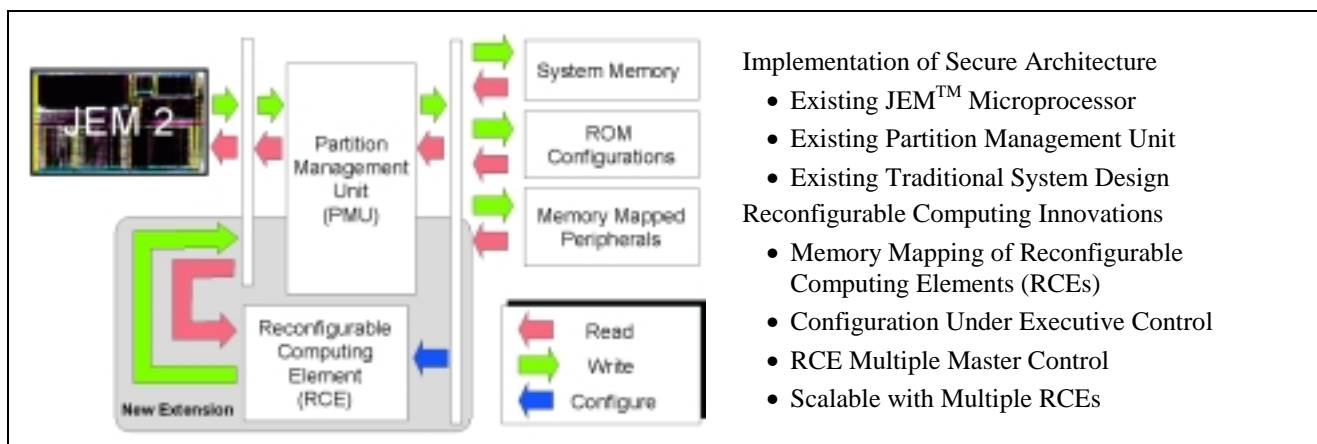 JEM 2
Partition
Management
Unit
(PMU)
System Memory
ROM
Configurations
Memory Mapped
Peripherals
Reconfigurable
Computing
Element
(RCE)
New Extension
Read
Write
Configure
Implementation of Secure Architecture
• Existing JEM™ Microprocessor
• Existing Partition Management Unit
• Existing Traditional System Design
Reconfigurable Computing Innovations
• Memory Mapping of Reconfigurable
Computing Elements (RCEs)
• Configuration Under Executive Control
• RCE Multiple Master Control
• Scalable with Multiple RCEs